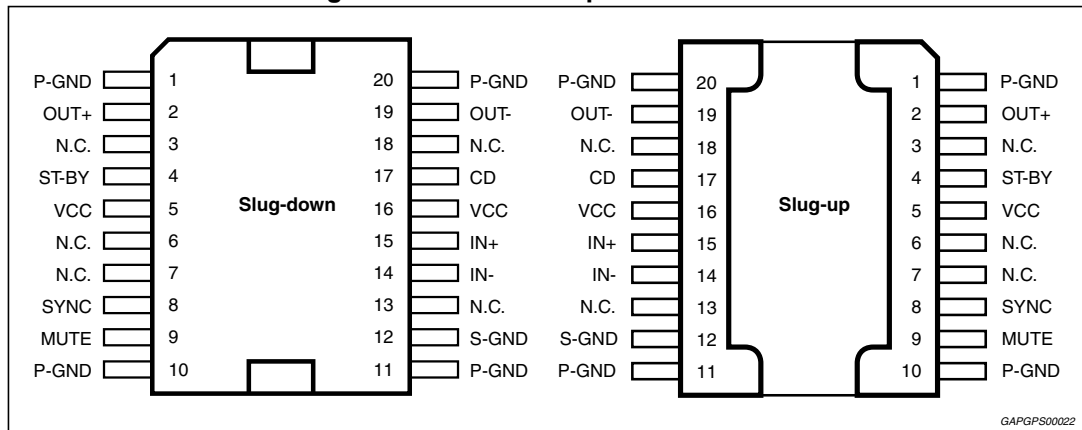 P-GND 1 20 P-GND P-GND 20 1 P-GND
OUT+ 2 19 OUT- OUT- 19 2 OUT+
N.C. 3 18 N.C. N.C. 18 3 N.C.
ST-BY 4 17 CD CD 17 4 ST-BY
VCC 5 Slug-down 16 VCC VCC 16 Slug-up 5 VCC
N.C. 6 15 IN+ IN+ 15 6 N.C.
N.C. 7 14 IN- IN- 14 7 N.C.
SYNC 8 13 N.C. N.C. 13 8 SYNC
MUTE 9 12 S-GND S-GND 12 9 MUTE
P-GND 10 11 P-GND P-GND 11 10 P-GND
GAPGPS00022